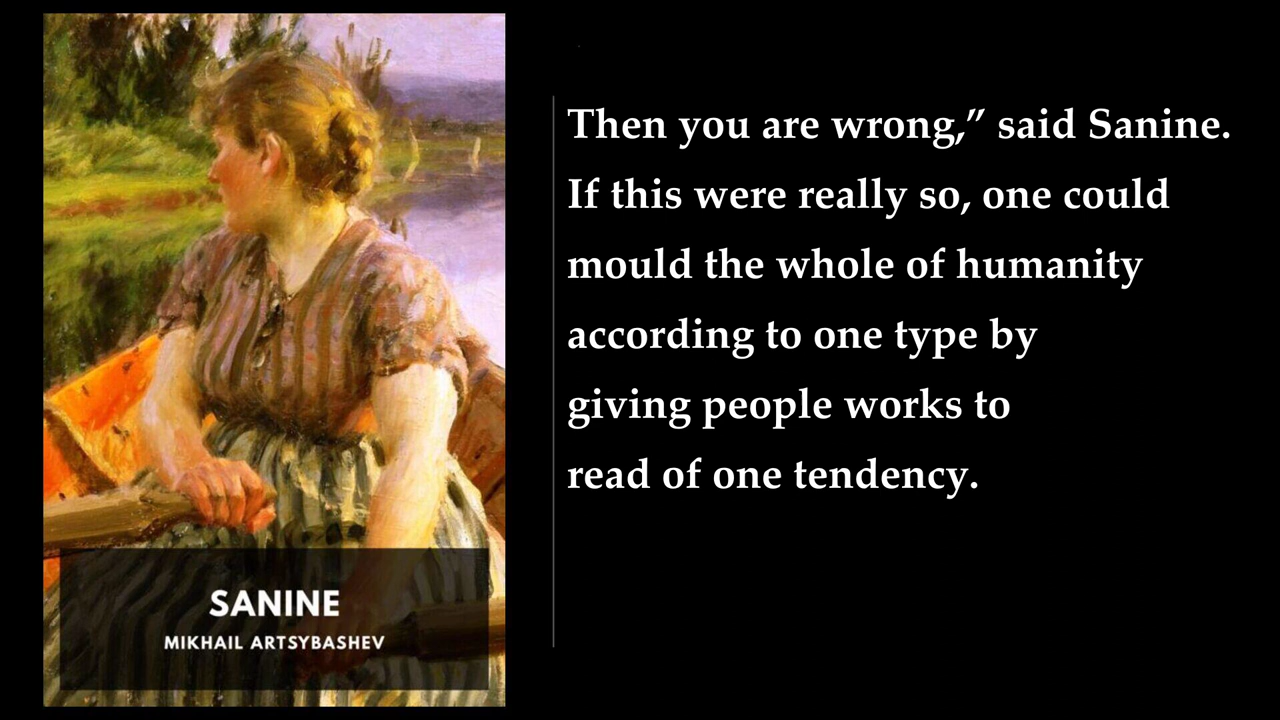 SANINE
MIKHAIL ARTSYBASHEV
Then you are wrong,” said Sanine.
If this were really so, one could
mould the whole of humanity
according to one type by
giving people works to
read of one tendency.